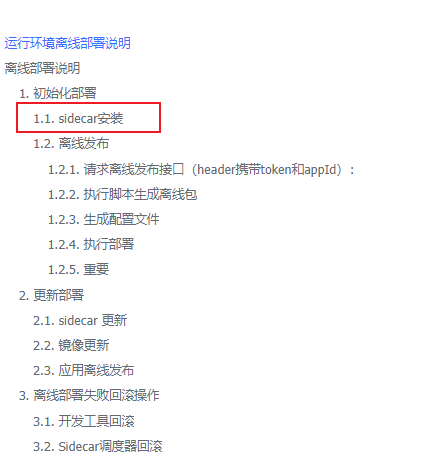 运行环境离线部署说明
离线部署说明
1. 初始化部署
1.1. sidecar安装
1.2. 离线发布
1.2.1. 请求离线发布接口（header携带token和appId）:
1.2.2. 执行脚本生成离线包
1.2.3. 生成配置文件
1.2.4. 执行部署
1.2.5. 重要
2. 更新部署
2.1. sidecar 更新
2.2. 镜像更新
2.3. 应用离线发布
3. 离线部署失败回滚操作
3.1. 开发工具回滚
3.2. Sidecar调度器回滚